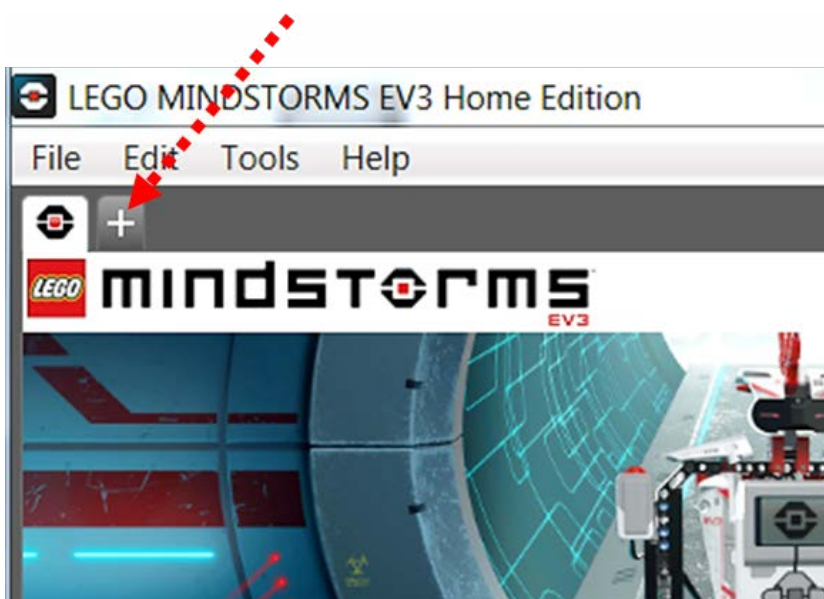 LEGO MINDSTORMS EV3 Home Edition
File Edit Tools Help
+
LEGO mindstorms
EV3